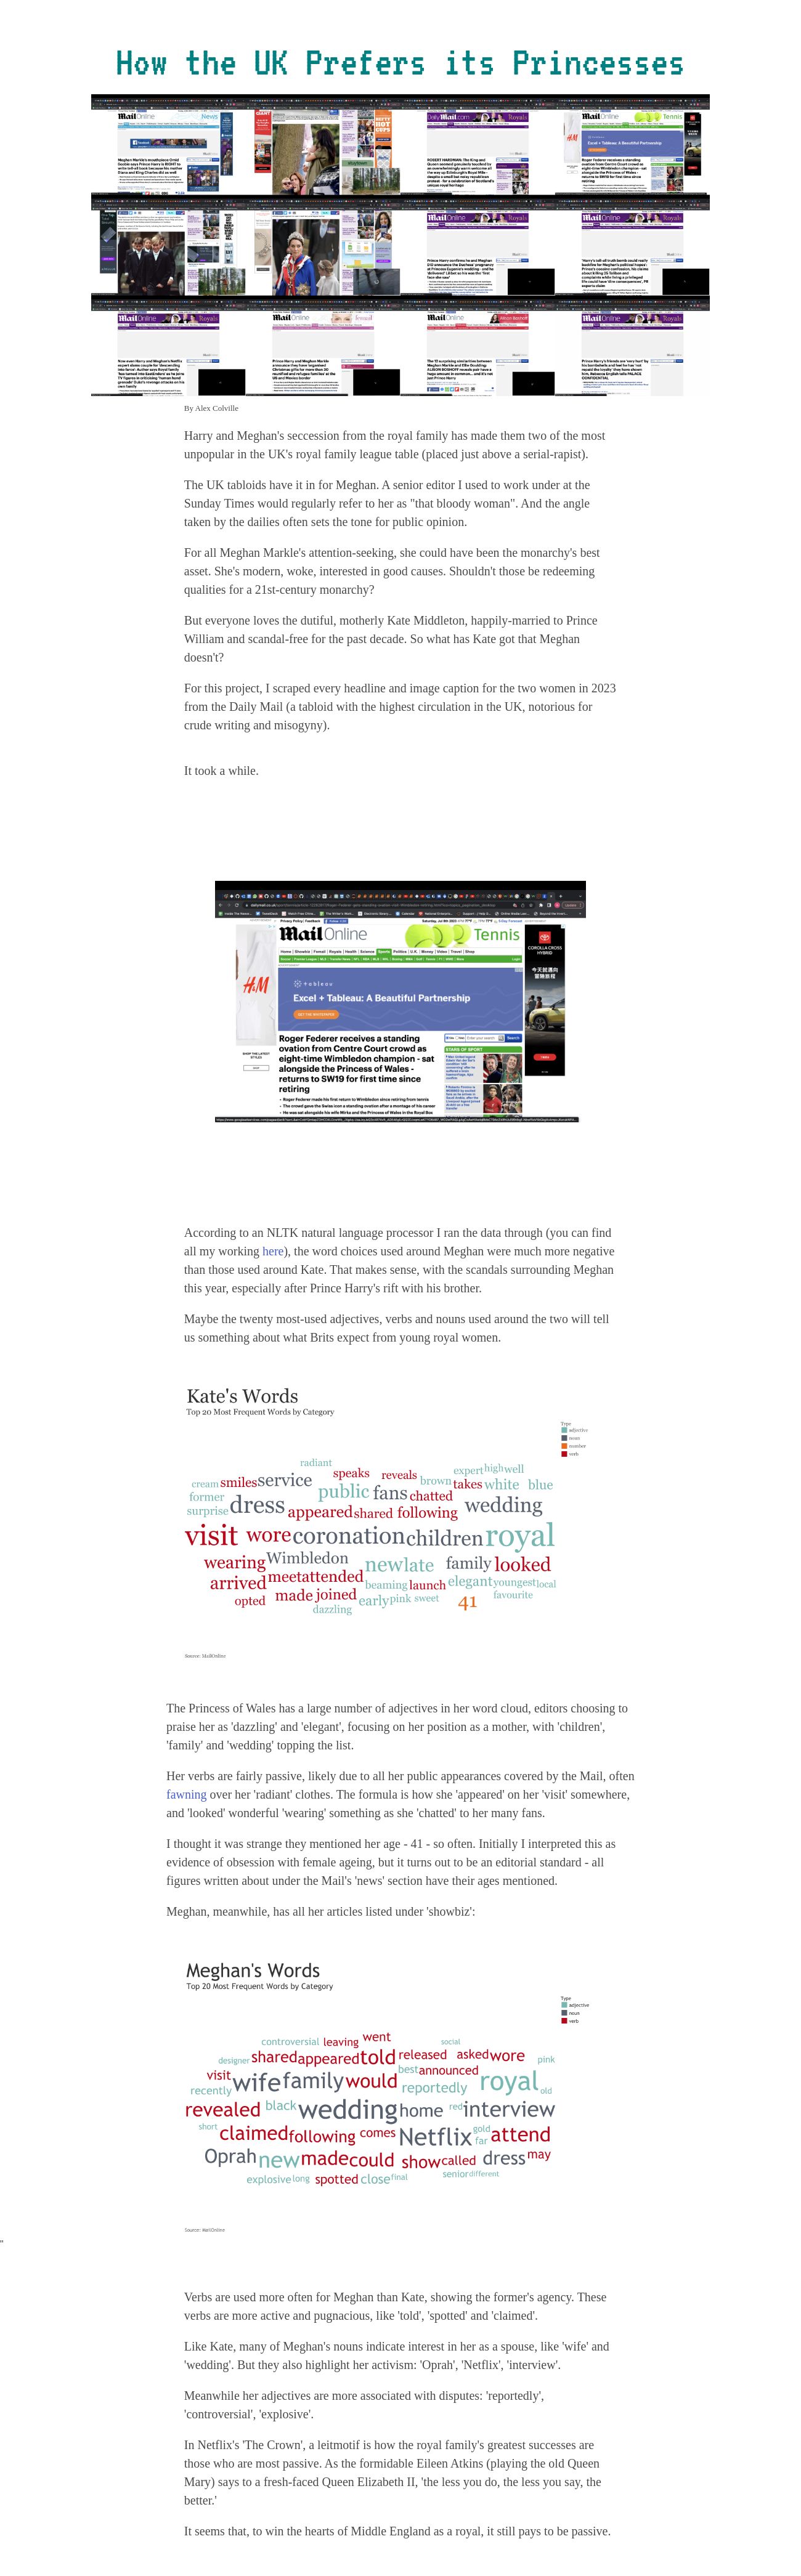 How the UK Prefers its Princesses
By Alex Colville
Harry and Meghan's seccession from the royal family has made them two of the most
unpopular in the UK's royal family league table (placed just above a serial-rapist).
The UK tabloids have it in for Meghan. A senior editor I used to work under at the
Sunday Times would regularly refer to her as "that bloody woman". And the angle
taken by the dailies often sets the tone for public opinion.
For all Meghan Markle's attention-seeking, she could have been the monarchy's best
asset. She's modern, woke, interested in good causes. Shouldn't those be redeeming
qualities for a 21st-century monarchy?
But everyone loves the dutiful, motherly Kate Middleton, happily-married to Prince
William and scandal-free for the past decade. So what has Kate got that Meghan
doesn't?
For this project, I scraped every headline and image caption for the two women in 2023
from the Daily Mail (a tabloid with the highest circulation in the UK, notorious for
crude writing and misogyny).
It took a while.
Mail Online
Tennis
H&M
Excel + Tableau: A Beautiful Partnership
Roger Federer receives a standing
ovation from Centre Court crowd as
eight-time Wimbledon champion - sat
alongside the Princess of Wales -
returns to SW19 for first time since
retiring
According to an NLTK natural language processor I ran the data through (you can find
all my working here), the word choices used around Meghan were much more negative
than those used around Kate. That makes sense, with the scandals surrounding Meghan
this year, especially after Prince Harry's rift with his brother.
Maybe the twenty most-used adjectives, verbs and nouns used around the two will tell
us something about what Brits expect from young royal women.
Kate's Words
Top 20 Most Frequent Words by Category
Type
adjective
noun
number
verb
radiant
cream smiles service speaks reveals brown expert high well
former public fans chatted takes white blue
surprise dress appeared shared following wedding
visit wore coronation children royal
wearing Wimbledon new late family looked
arrived meet attended beaming launch elegant youngest local
opted made joined early pink sweet 41 favourite
dazzling
Source: MailOnline
The Princess of Wales has a large number of adjectives in her word cloud, editors choosing to
praise her as 'dazzling' and 'elegant', focusing on her position as a mother, with 'children',
'family' and 'wedding' topping the list.
Her verbs are fairly passive, likely due to all her public appearances covered by the Mail, often
fawning over her 'radiant' clothes. The formula is how she 'appeared' on her 'visit' somewhere,
and 'looked' wonderful 'wearing' something as she 'chatted' to her many fans.
I thought it was strange they mentioned her age - 41 - so often. Initially I interpreted this as
evidence of obsession with female ageing, but it turns out to be an editorial standard - all
figures written about under the Mail's 'news' section have their ages mentioned.
Meghan, meanwhile, has all her articles listed under 'showbiz':
Meghan's Words
Top 20 Most Frequent Words by Category
Type
adjective
noun
verb
controversial leaving went social
designer shared appeared told released asked wore pink
visit wife family would best announced
recently reportedly royal old
revealed black wedding home red interview
short claimed following comes Netflix gold far attend
Oprah new made could show called dress may
explosive long spotted close final senior different
Source: MailOnline
"
Verbs are used more often for Meghan than Kate, showing the former's agency. These
verbs are more active and pugnacious, like 'told', 'spotted' and 'claimed'.
Like Kate, many of Meghan's nouns indicate interest in her as a spouse, like 'wife' and
'wedding'. But they also highlight her activism: 'Oprah', 'Netflix', 'interview'.
Meanwhile her adjectives are more associated with disputes: 'reportedly',
'controversial', 'explosive'.
In Netflix's 'The Crown', a leitmotif is how the royal family's greatest successes are
those who are most passive. As the formidable Eileen Atkins (playing the old Queen
Mary) says to a fresh-faced Queen Elizabeth II, 'the less you do, the less you say, the
better.'
It seems that, to win the hearts of Middle England as a royal, it still pays to be passive.